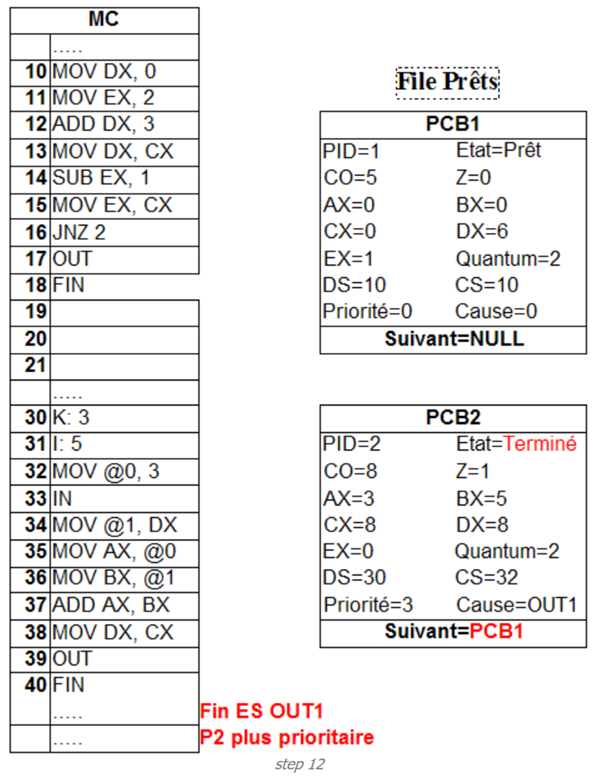 MC
.....
10 MOV DX, 0
11 MOV EX, 2
12 ADD DX, 3
13 MOV DX, CX
14 SUB EX, 1
15 MOV EX, CX
16 JNZ 2
17 OUT
18 FIN
19
20
21
.....
30 K: 3
31 I: 5
32 MOV @0, 3
33 IN
34 MOV @1, DX
35 MOV AX, @0
36 MOV BX, @1
37 ADD AX, BX
38 MOV DX, CX
39 OUT
40 FIN
.....
.....
File Prêts
PCB1
PID=1 Etat=Prêt
CO=5 Z=0
AX=0 BX=0
CX=0 DX=6
EX=1 Quantum=2
DS=10 CS=10
Priorité=0 Cause=0
Suivant=NULL
PCB2
PID=2 Etat=Terminé
CO=8 Z=1
AX=3 BX=5
CX=8 DX=8
EX=0 Quantum=2
DS=30 CS=32
Priorité=3 Cause=OUT1
Suivant=PCB1
Fin ES OUT1
P2 plus prioritaire
step 12